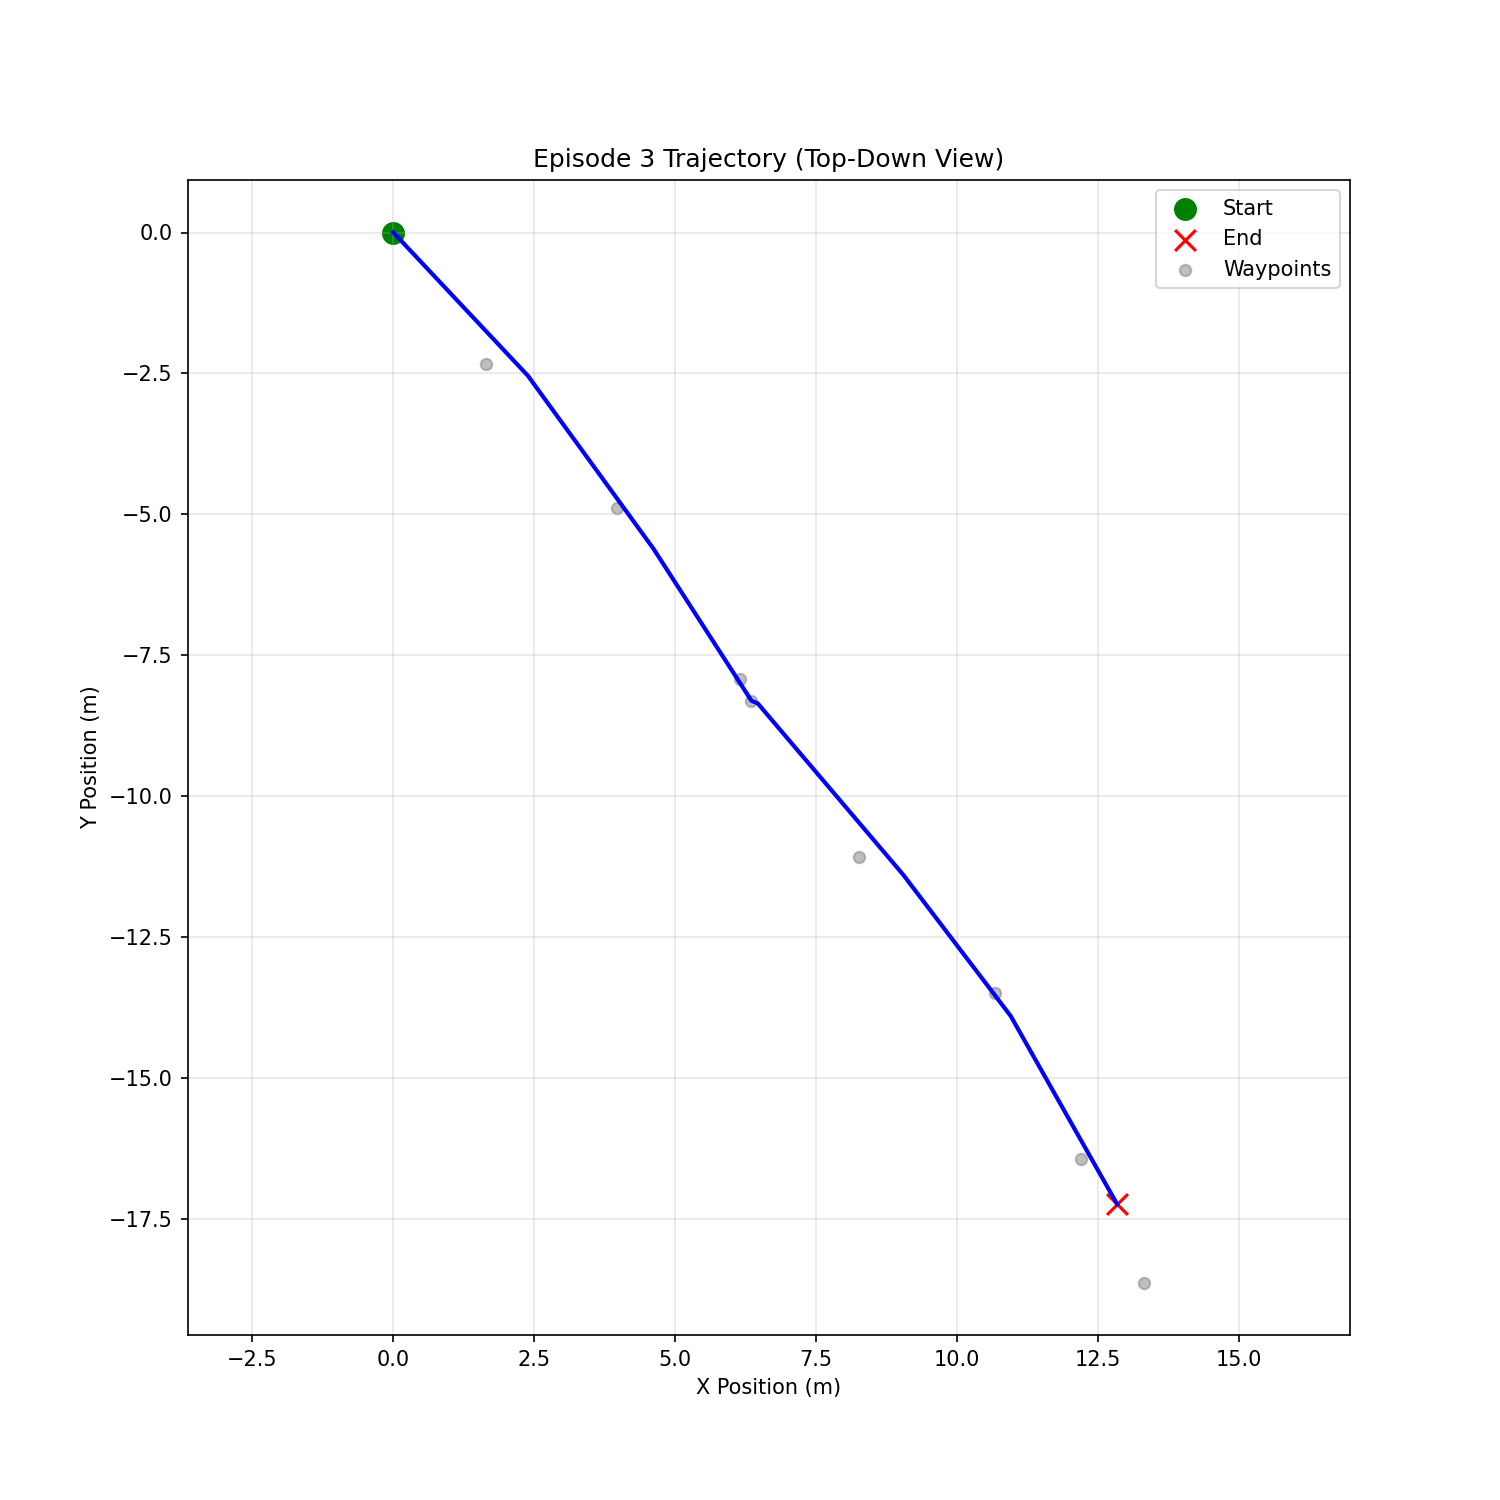 Episode 3 Trajectory (Top-Down View)
Start
End
Waypoints
0.0
−2.5
−5.0
−7.5
−10.0
−12.5
−15.0
−17.5
Y Position (m)
−2.5 0.0 2.5 5.0 7.5 10.0 12.5 15.0
X Position (m)